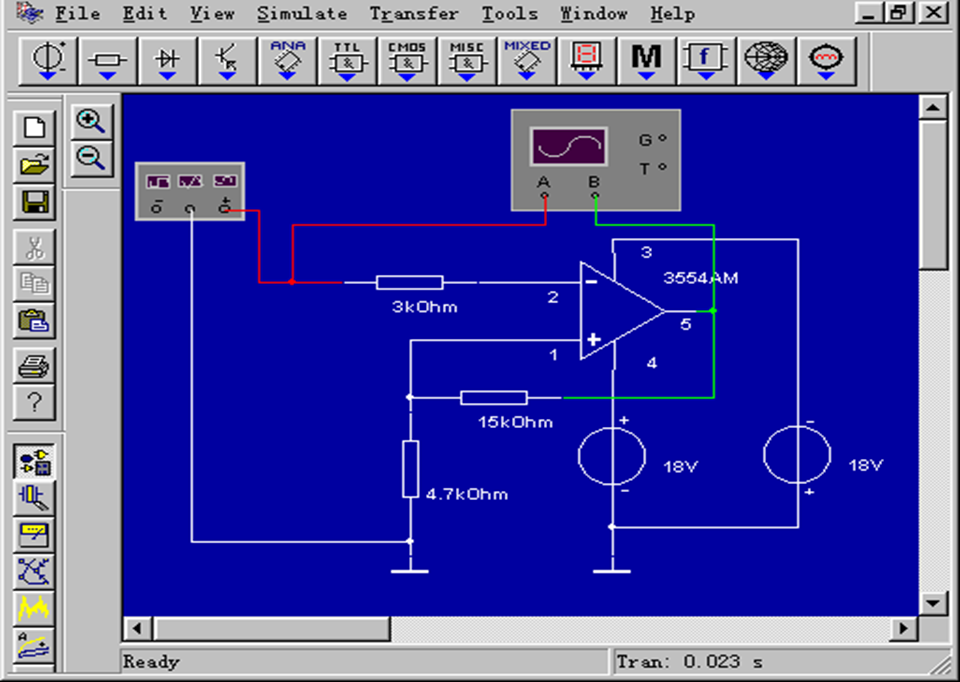 File Edit View Simulate Transfer Tools Window Help
ANA TTL CMOS MISC MIXED M f
& & &
G
T
A B
3
3554AM
2
3kOhm
5
1
4
15kOhm
18V
18V
4.7kOhm
?
A
Ready Tran: 0.023 s